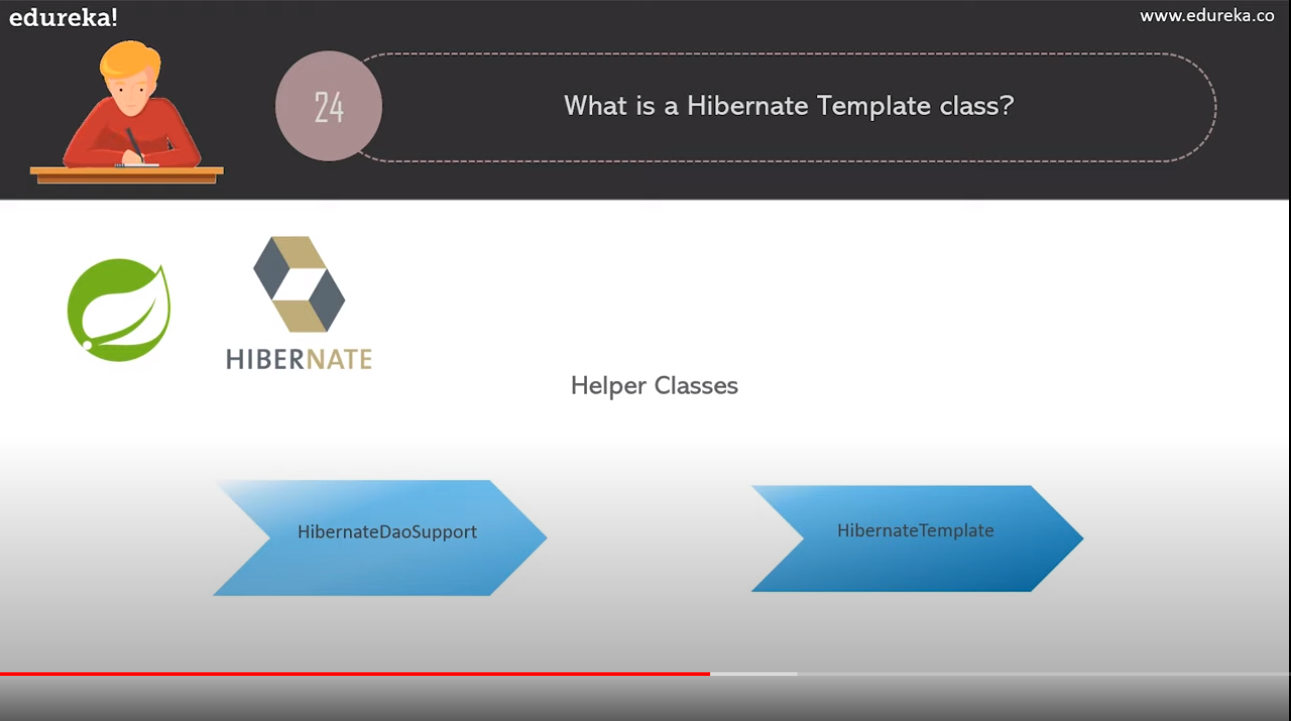 edureka!
www.edureka.co
24
What is a Hibernate Template class?
HIBERNATE
Helper Classes
HibernateDaoSupport
HibernateTemplate